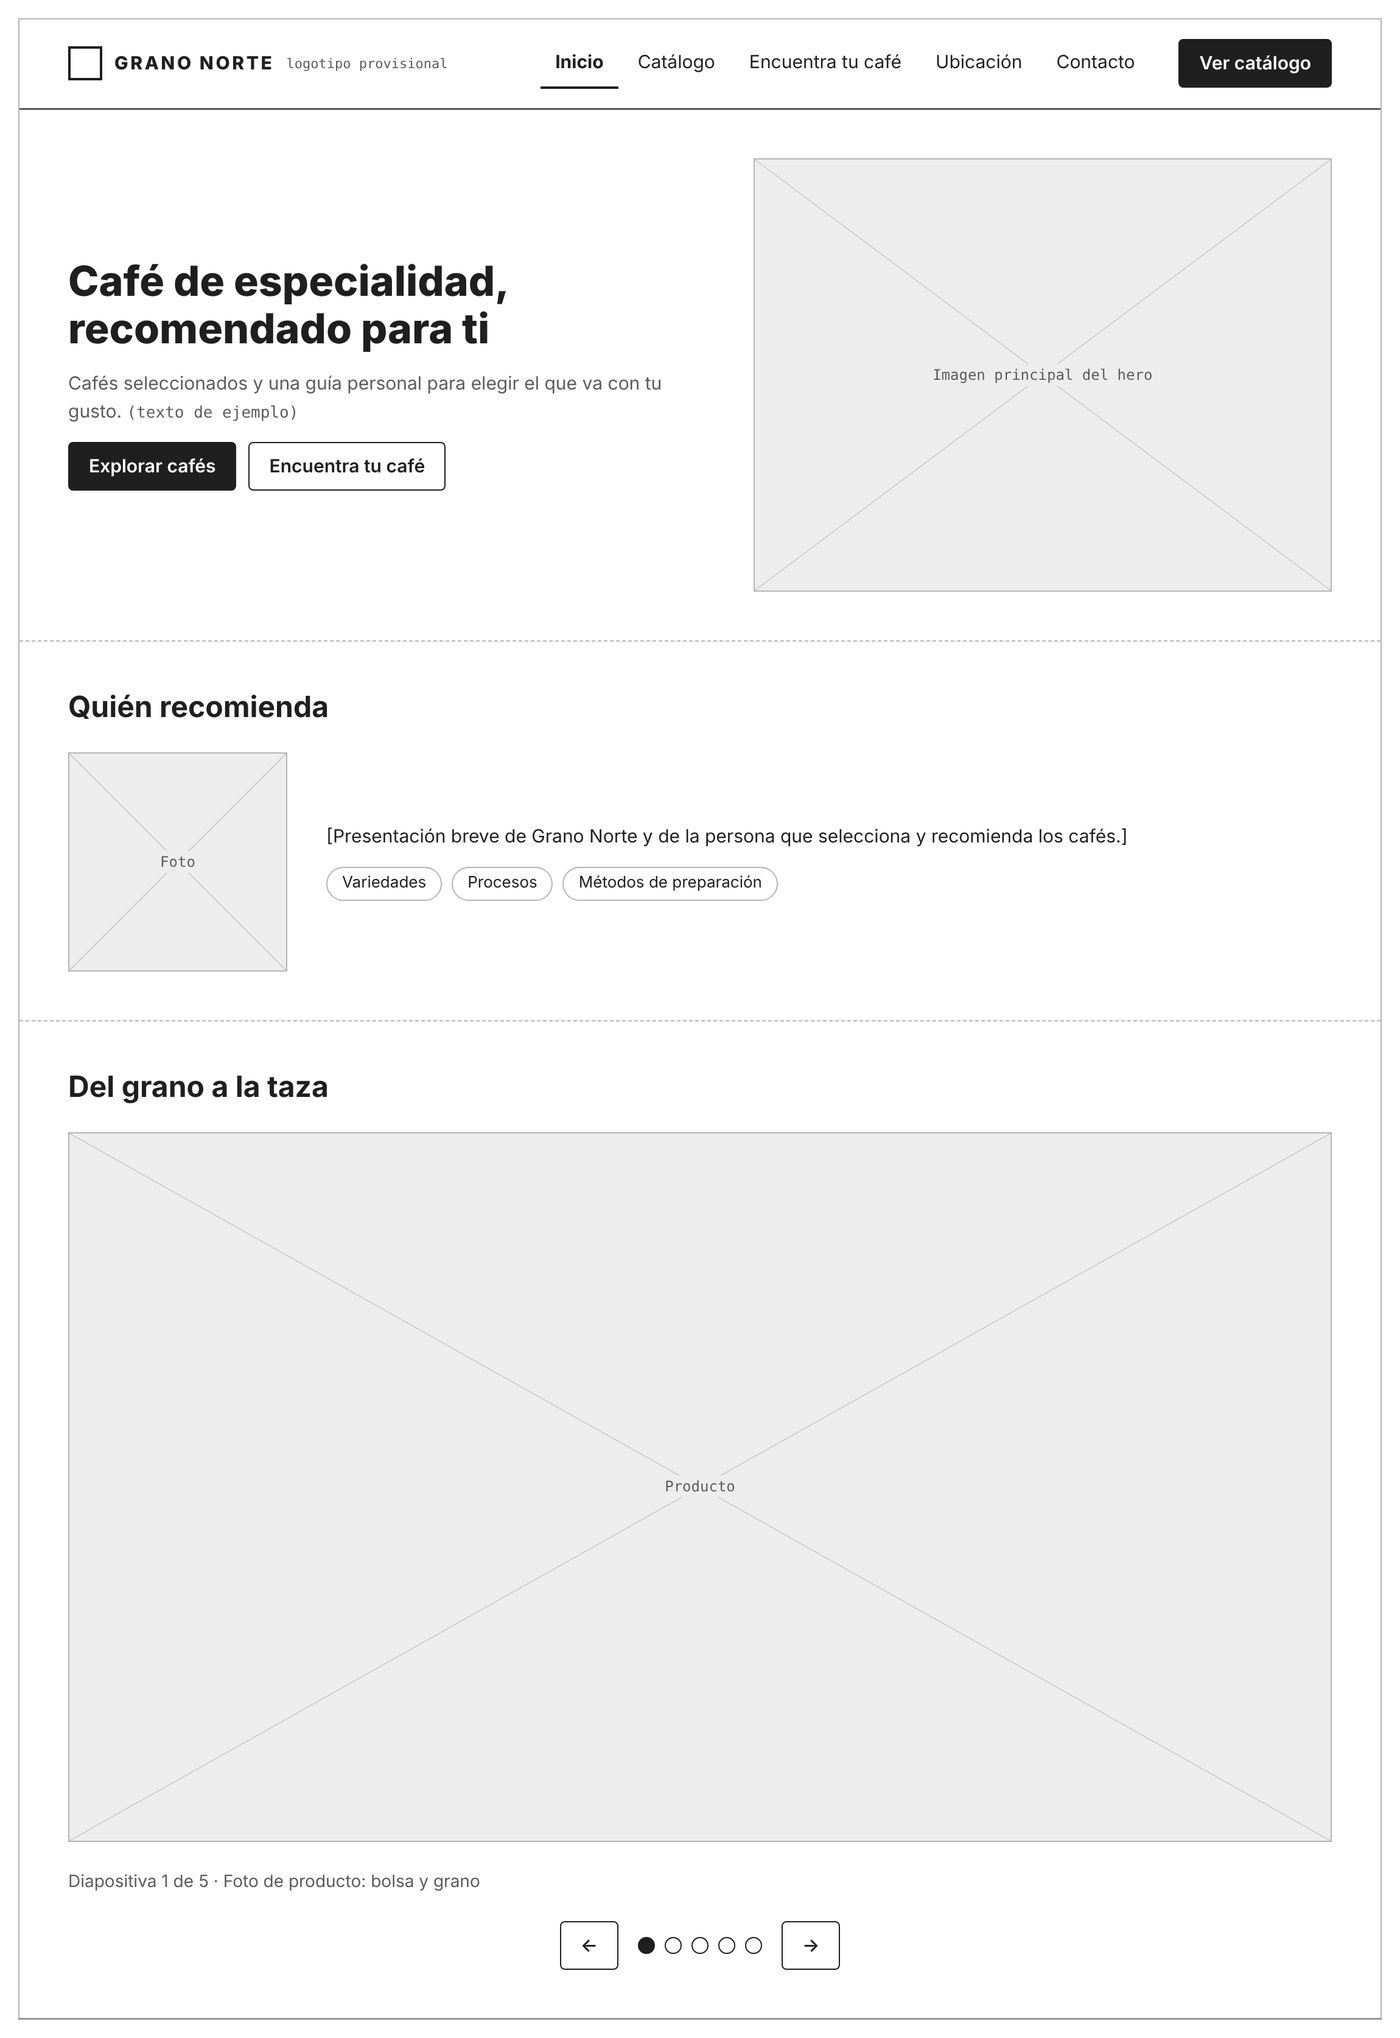 GRANO NORTE logotipo provisional Inicio Catálogo Encuentra tu café Ubicación Contacto Ver catálogo
Café de especialidad,
recomendado para ti
Cafés seleccionados y una guía personal para elegir el que va con tu
gusto. (texto de ejemplo)
Explorar cafés Encuentra tu café
Imagen principal del hero
Quién recomienda
Foto
[Presentación breve de Grano Norte y de la persona que selecciona y recomienda los cafés.]
Variedades Procesos Métodos de preparación
Del grano a la taza
Producto
Diapositiva 1 de 5 · Foto de producto: bolsa y grano
← →